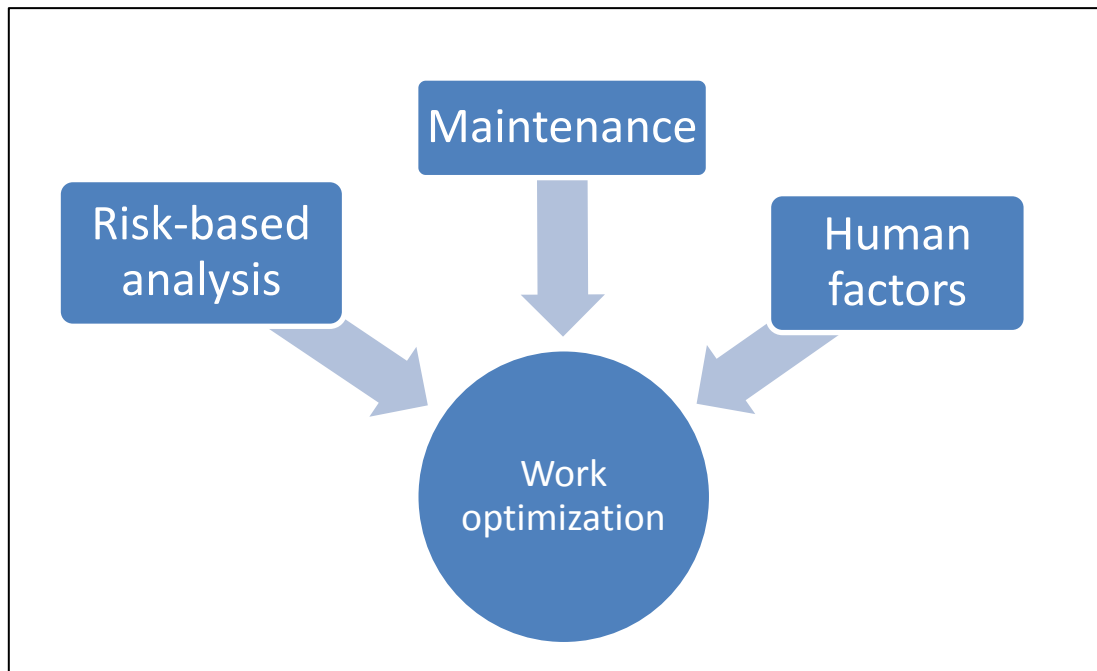 Maintenance
Risk-based
analysis
Human
factors
Work
optimization